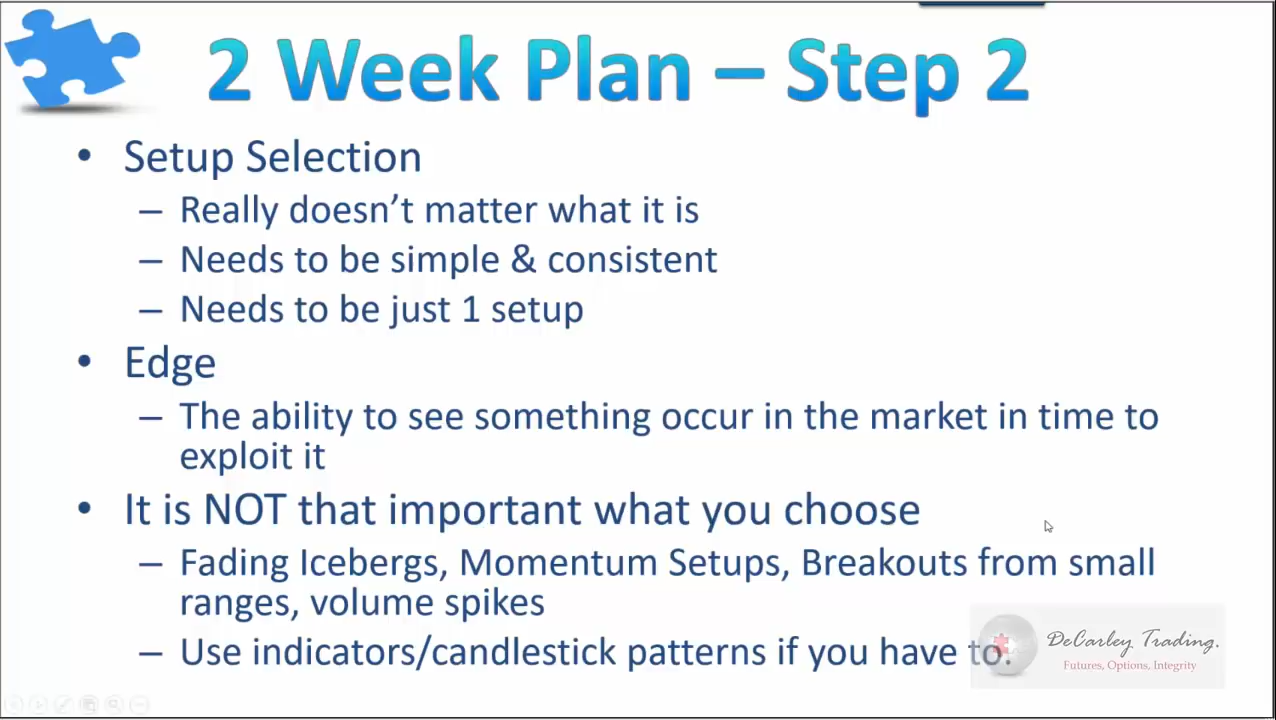 2 Week Plan – Step 2
• Setup Selection
– Really doesn’t matter what it is
– Needs to be simple & consistent
– Needs to be just 1 setup
• Edge
– The ability to see something occur in the market in time to
exploit it
• It is NOT that important what you choose
– Fading Icebergs, Momentum Setups, Breakouts from small
ranges, volume spikes
– Use indicators/candlestick patterns if you have to.
DeCarley Trading.
Futures, Options, Integrity